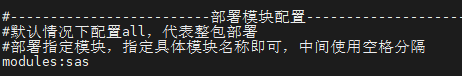 #----------------------部署模块配置--------------------
#默认情况下配置all，代表整包部署
#部署指定模块，指定具体模块名称即可，中间使用空格分隔
modules:sas